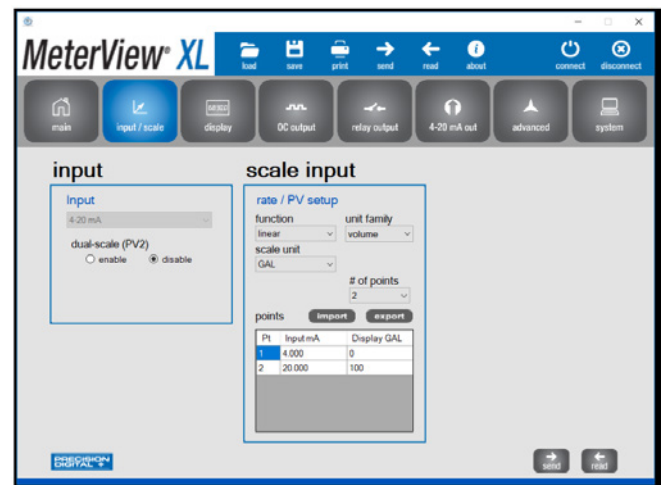 MeterView® XL
load save print send read about connect disconnect
main input / scale display DC output relay output 4-20 mA out advanced system
input
Input
4-20 mA
dual-scale (PV2)
enable disable
scale input
rate / PV setup
function unit family
linear volume
scale unit
GAL
# of points
2
points import export
Pt Input mA Display GAL
1 4.000 0
2 20.000 100
PRECISION
DIGITAL
send read